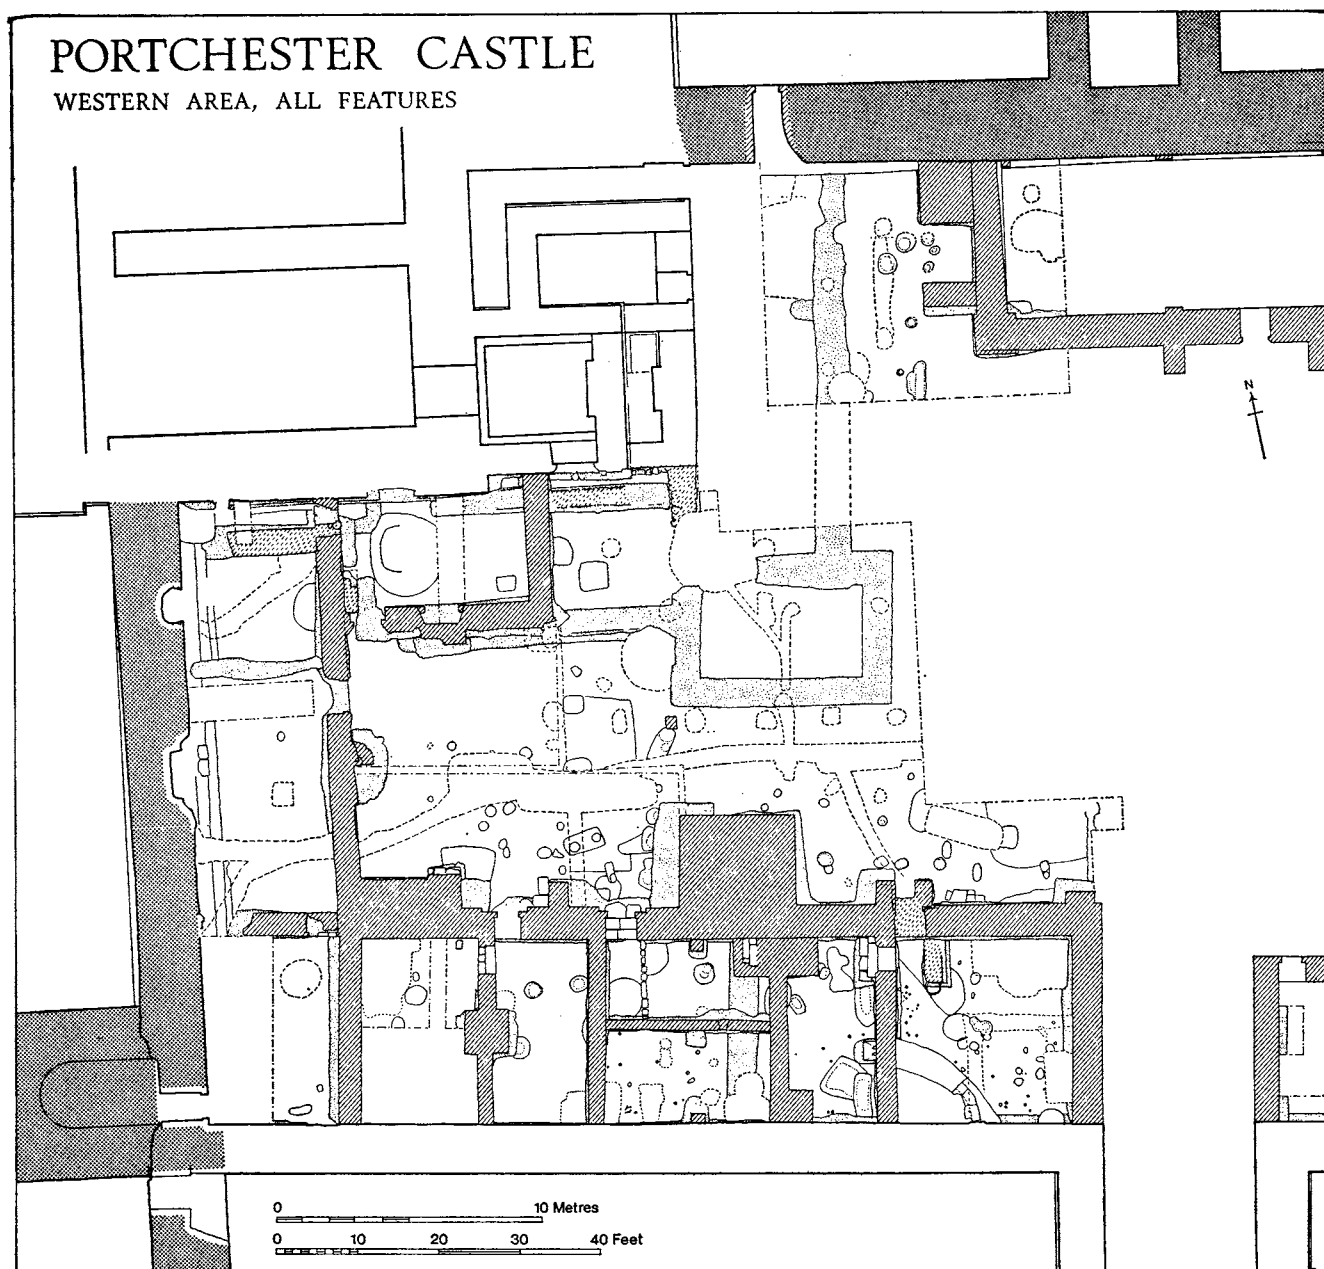 PORTCHESTER CASTLE
WESTERN AREA, ALL FEATURES
N
0 10 Metres
0 10 20 30 40 Feet